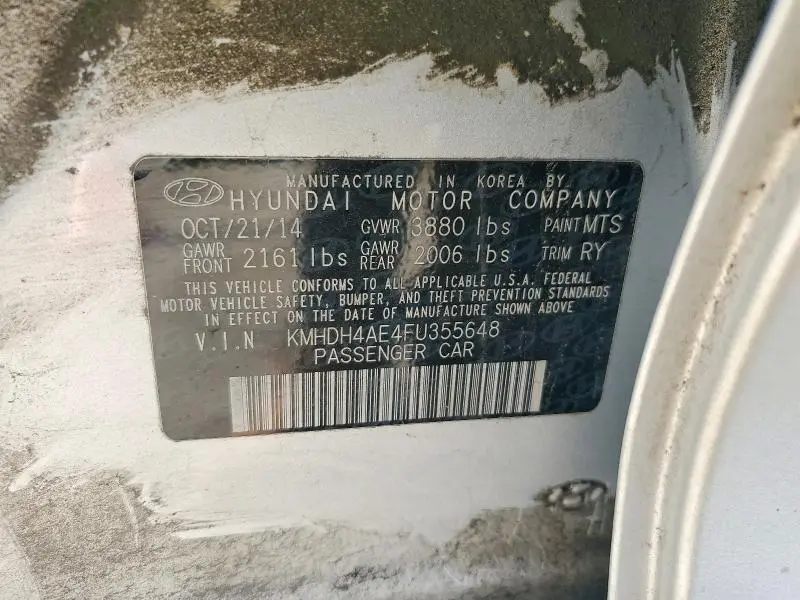 MANUFACTURED IN KOREA BY
HYUNDAI MOTOR COMPANY
OCT/21/14 GVWR 3880 lbs PAINT MTS
GAWR FRONT 2161 lbs GAWR REAR 2006 lbs TRIM RY
THIS VEHICLE CONFORMS TO ALL APPLICABLE U.S.A. FEDERAL
MOTOR VEHICLE SAFETY, BUMPER, AND THEFT PREVENTION STANDARDS
IN EFFECT ON THE DATE OF MANUFACTURE SHOWN ABOVE
V.I.N KMHDH4AE4FU355648
PASSENGER CAR